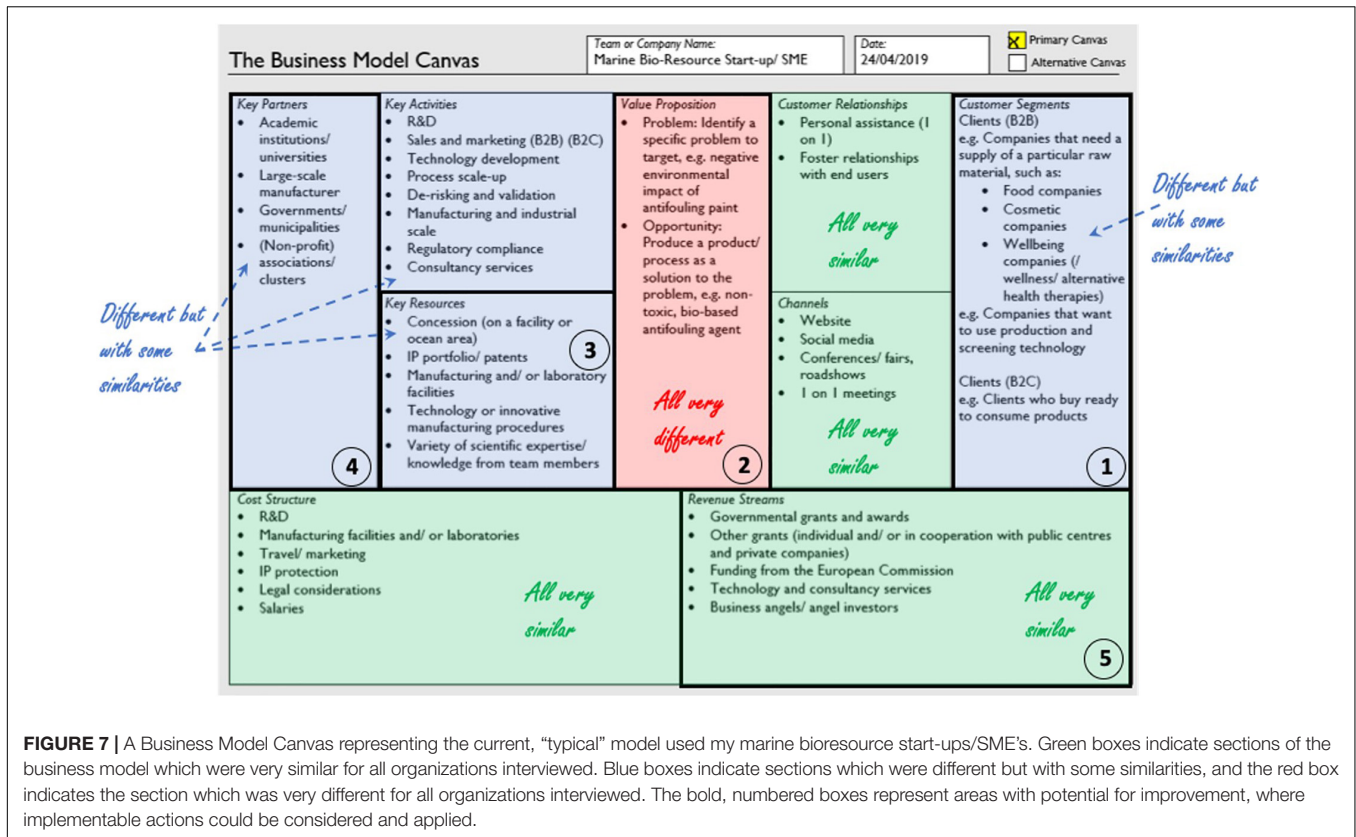 The Business Model Canvas
Team or Company Name:
Marine Bio-Resource Start-up/ SME
Date:
24/04/2019
X Primary Canvas
Alternative Canvas
Key Partners
• Academic
institutions/
universities
• Large-scale
manufacturer
• Governments/
municipalities
• (Non-profit)
associations/
clusters
4
Key Activities
• R&D
• Sales and marketing (B2B) (B2C)
• Technology development
• Process scale-up
• De-risking and validation
• Manufacturing and industrial
scale
• Regulatory compliance
• Consultancy services
Key Resources
• Concession (on a facility or
ocean area)
• IP portfolio/ patents
• Manufacturing and/ or laboratory
facilities
• Technology or innovative
manufacturing procedures
• Variety of scientific expertise/
knowledge from team members
3
Different but
with some
similarities
Value Proposition
• Problem: Identify a
specific problem to
target, e.g. negative
environmental
impact of
antifouling paint
• Opportunity:
Produce a product/
process as a
solution to the
problem, e.g. non-
toxic, bio-based
antifouling agent
All very
different
2
Customer Relationships
• Personal assistance (1
on 1)
• Foster relationships
with end users
All very
similar
Channels
• Website
• Social media
• Conferences/ fairs,
roadshows
• 1 on 1 meetings
All very
similar
Customer Segments
Clients (B2B)
e.g. Companies that need a
supply of a particular raw
material, such as:
• Food companies
• Cosmetic
companies
• Wellbeing
companies (/
wellness/ alternative
health therapies)
e.g. Companies that want
to use production and
screening technology
Clients (B2C)
e.g. Clients who buy ready
to consume products
1
Different but
with some
similarities
Cost Structure
• R&D
• Manufacturing facilities and/ or laboratories
• Travel/ marketing
• IP protection
• Legal considerations
• Salaries
All very
similar
Revenue Streams
• Governmental grants and awards
• Other grants (individual and/ or in cooperation with public centres
and private companies)
• Funding from the European Commission
• Technology and consultancy services
• Business angels/ angel investors
All very
similar
5
FIGURE 7 | A Business Model Canvas representing the current, “typical” model used my marine bioresource start-ups/SME's. Green boxes indicate sections of the
business model which were very similar for all organizations interviewed. Blue boxes indicate sections which were different but with some similarities, and the red box
indicates the section which was very different for all organizations interviewed. The bold, numbered boxes represent areas with potential for improvement, where
implementable actions could be considered and applied.